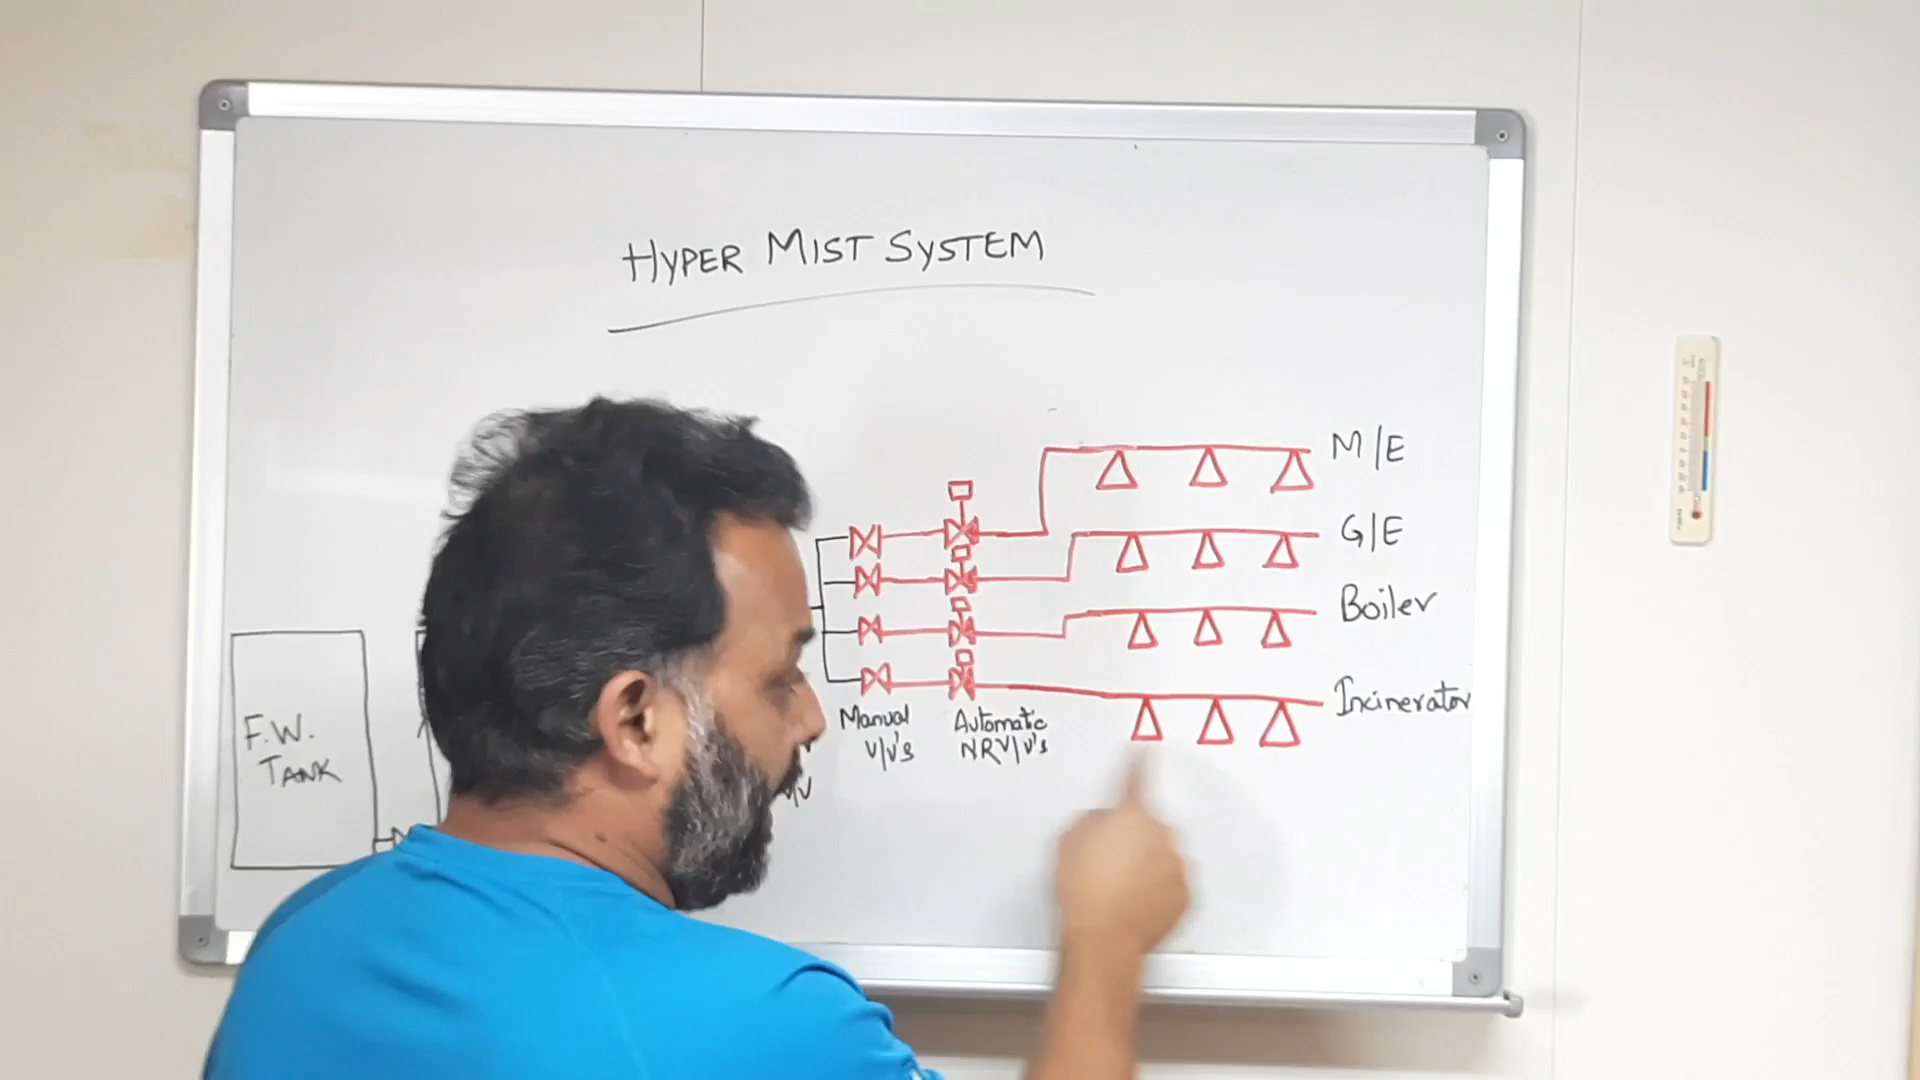 HYPER MIST SYSTEM
M/E
G/E
Boiler
Incinerator
F.W.
TANK
Manual
V/V's
Automatic
NRV/V's